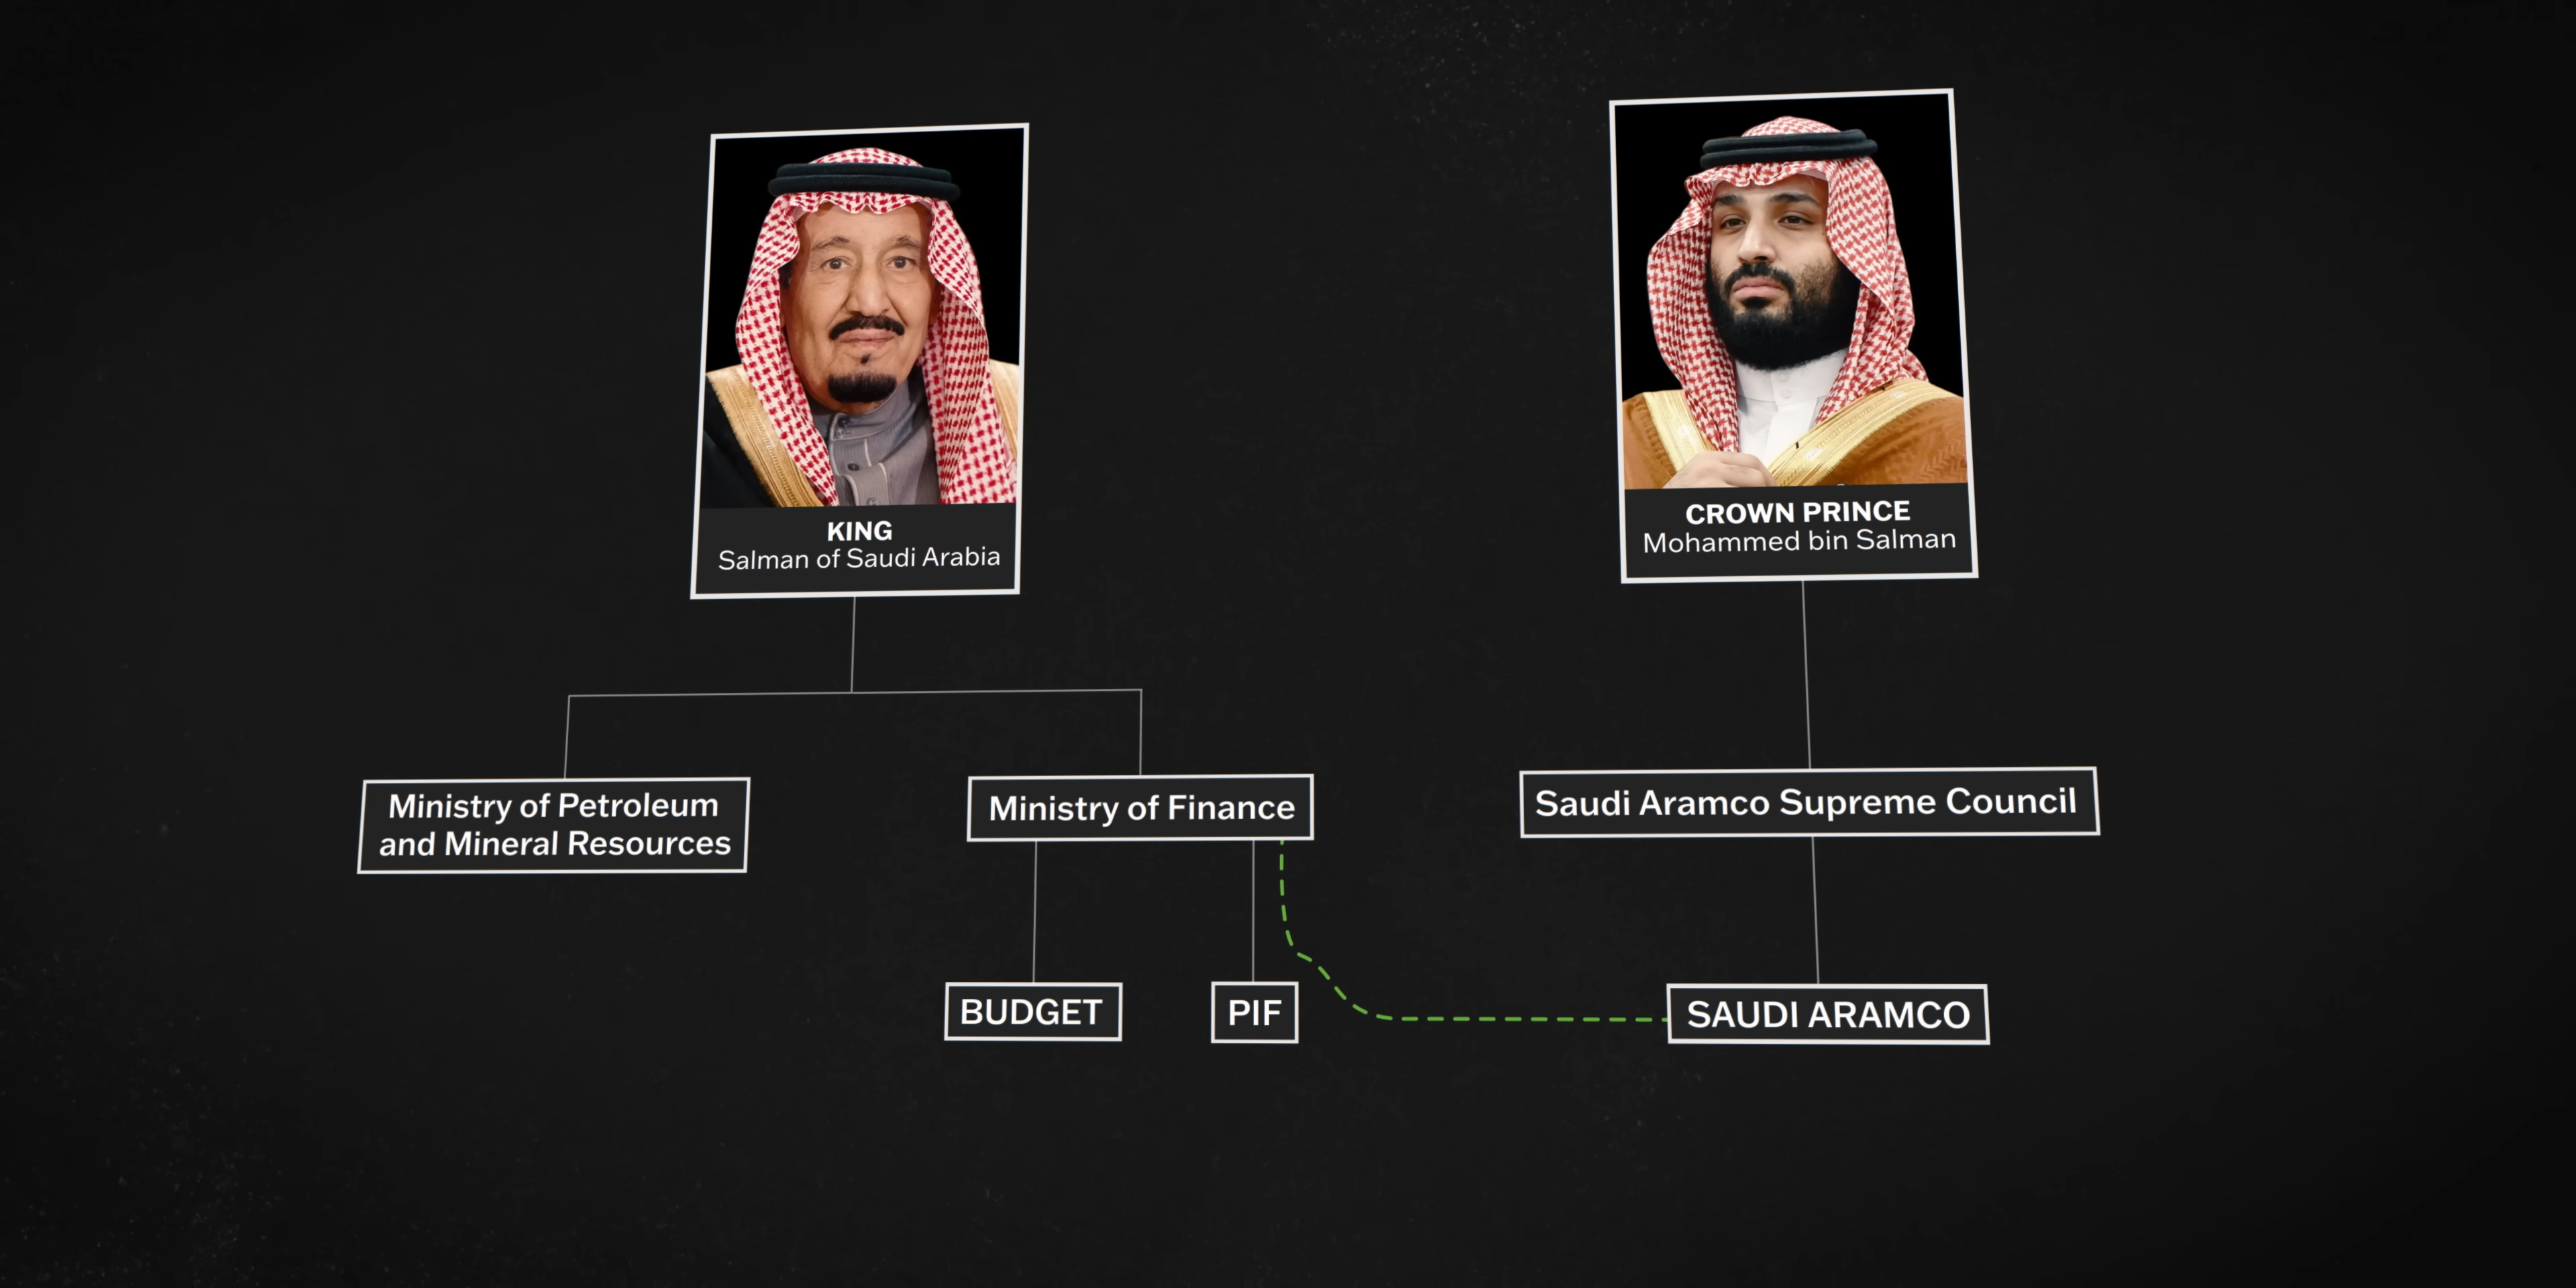 KING
Salman of Saudi Arabia
CROWN PRINCE
Mohammed bin Salman
Ministry of Petroleum
and Mineral Resources
Ministry of Finance
Saudi Aramco Supreme Council
BUDGET
PIF
SAUDI ARAMCO